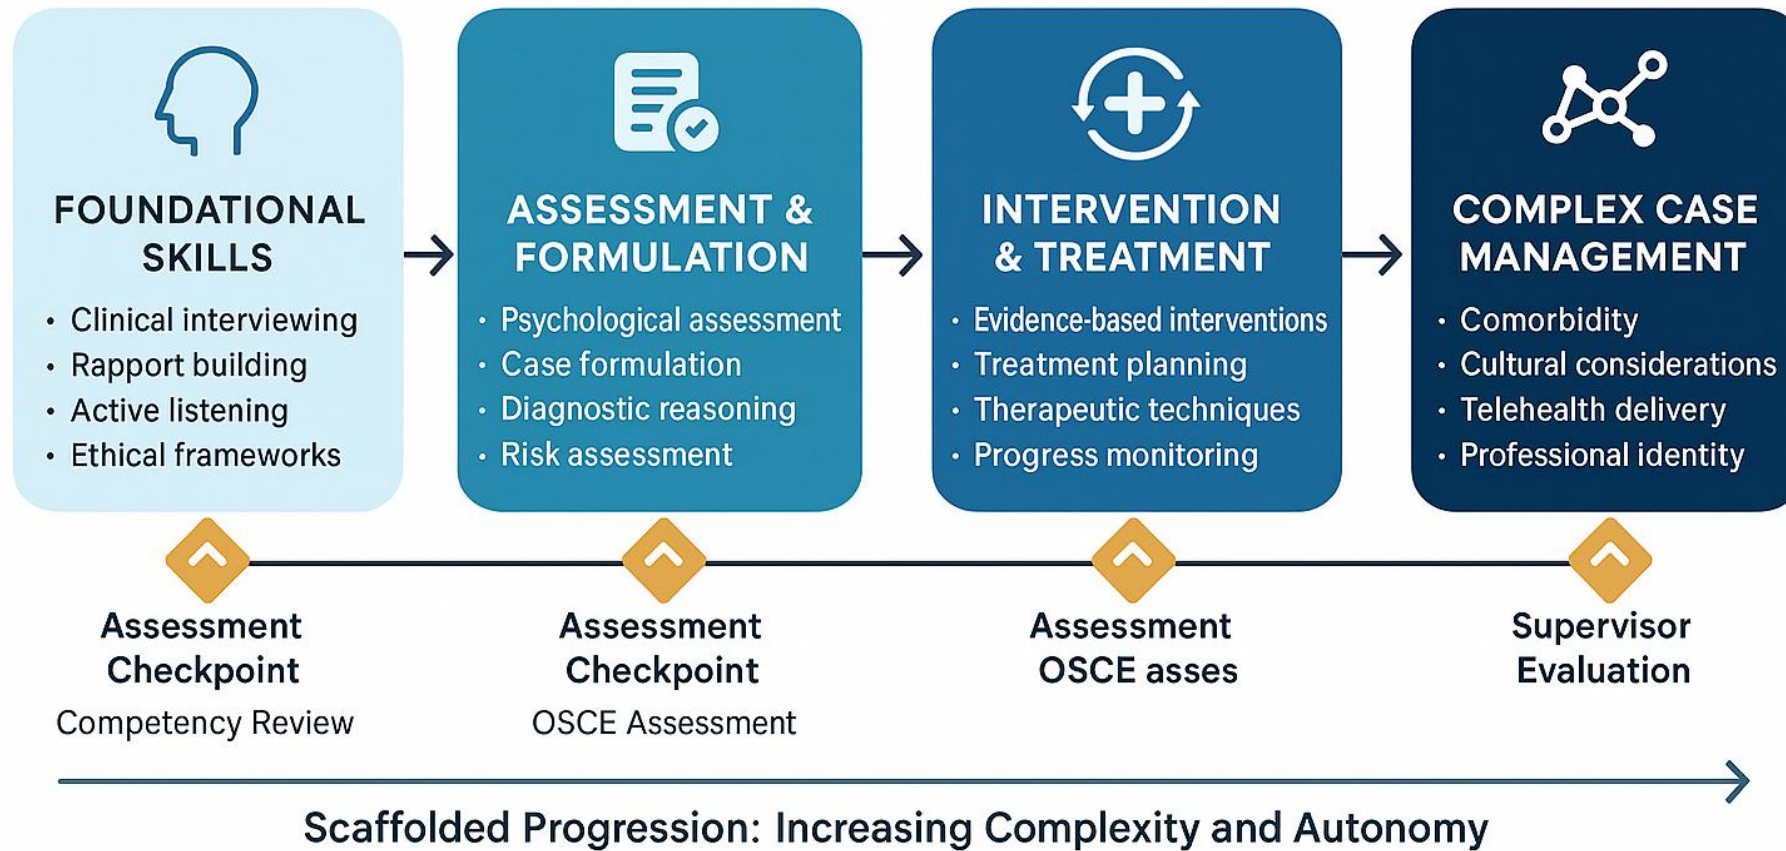 FOUNDATIONAL
SKILLS
• Clinical interviewing
• Rapport building
• Active listening
• Ethical frameworks
ASSESSMENT &
FORMULATION
• Psychological assessment
• Case formulation
• Diagnostic reasoning
• Risk assessment
INTERVENTION
& TREATMENT
• Evidence-based interventions
• Treatment planning
• Therapeutic techniques
• Progress monitoring
COMPLEX CASE
MANAGEMENT
• Comorbidity
• Cultural considerations
• Telehealth delivery
• Professional identity
Assessment
Checkpoint
Competency Review
Assessment
Checkpoint
OSCE Assessment
Assessment
OSCE asses
Supervisor
Evaluation
Scaffolded Progression: Increasing Complexity and Autonomy